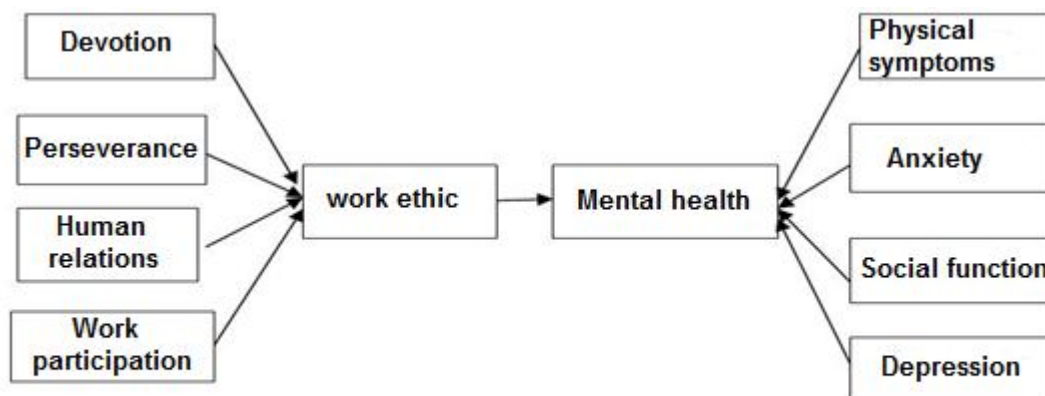 Devotion
Perseverance
Human
relations
Work
participation
work ethic
Mental health
Physical
symptoms
Anxiety
Social function
Depression